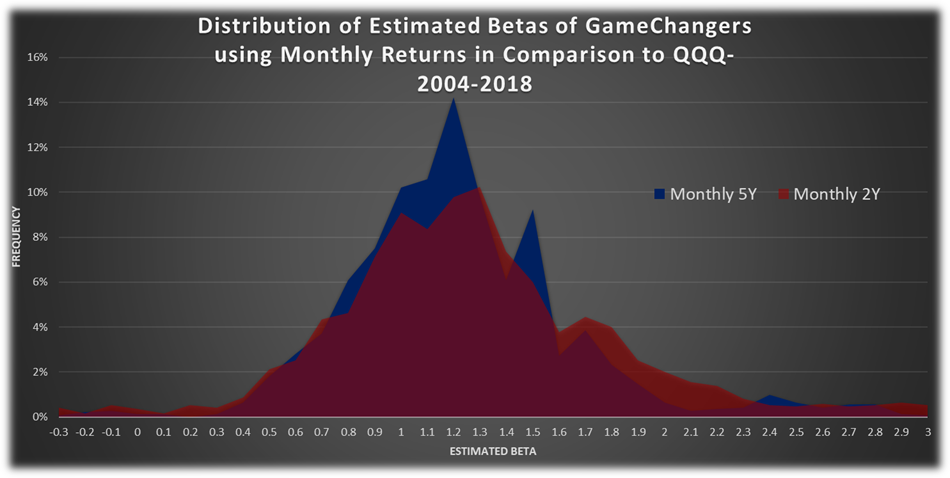 Distribution of Estimated Betas of GameChangers
using Monthly Returns in Comparison to QQQ-
2004-2018
16%
14%
12%
10%
8%
6%
4%
2%
0%
FREQUENCY
Monthly 5Y Monthly 2Y
-0.3 -0.2 -0.1 0 0.1 0.2 0.3 0.4 0.5 0.6 0.7 0.8 0.9 1 1.1 1.2 1.3 1.4 1.5 1.6 1.7 1.8 1.9 2 2.1 2.2 2.3 2.4 2.5 2.6 2.7 2.8 2.9 3
ESTIMATED BETA